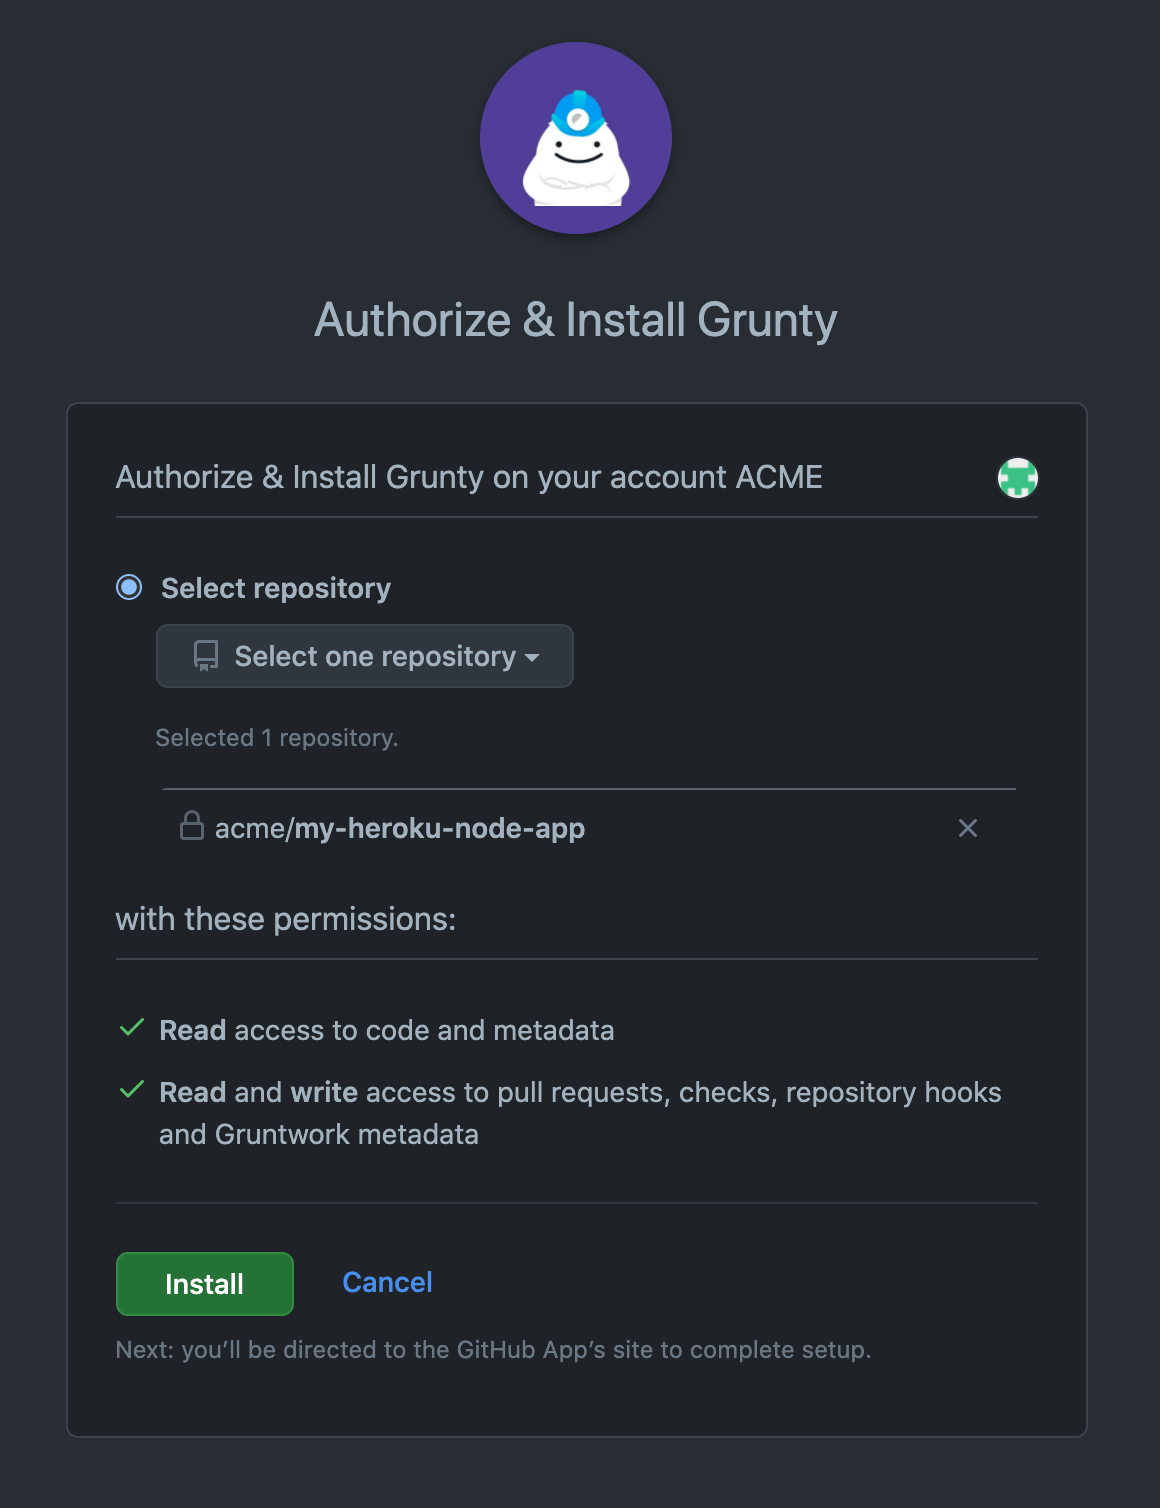 Authorize & Install Grunty
Authorize & Install Grunty on your account ACME
Select repository
Select one repository
Selected 1 repository.
acme/my-heroku-node-app
with these permissions:
Read access to code and metadata
Read and write access to pull requests, checks, repository hooks
and Gruntwork metadata
Install
Cancel
Next: you’ll be directed to the GitHub App’s site to complete setup.